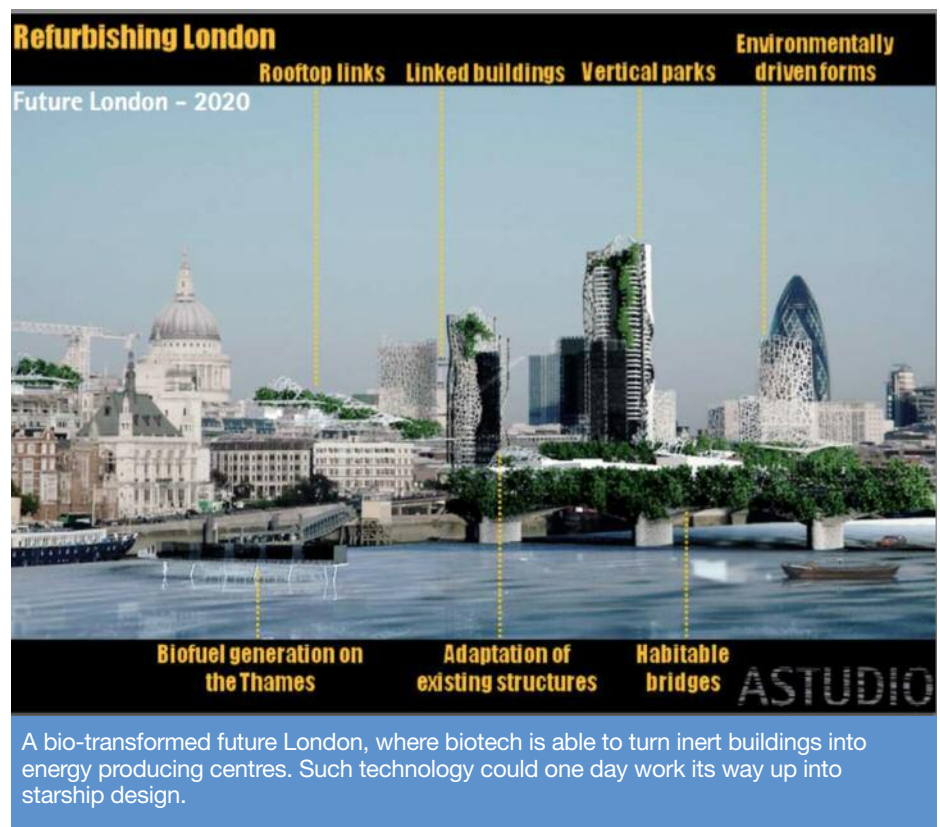 Refurbishing London
Rooftop links
Linked buildings
Vertical parks
Environmentally
driven forms
Future London – 2020
Biofuel generation on
the Thames
Adaptation of
existing structures
Habitable
bridges
ASTUDIO
A bio-transformed future London, where biotech is able to turn inert buildings into
energy producing centres. Such technology could one day work its way up into
starship design.